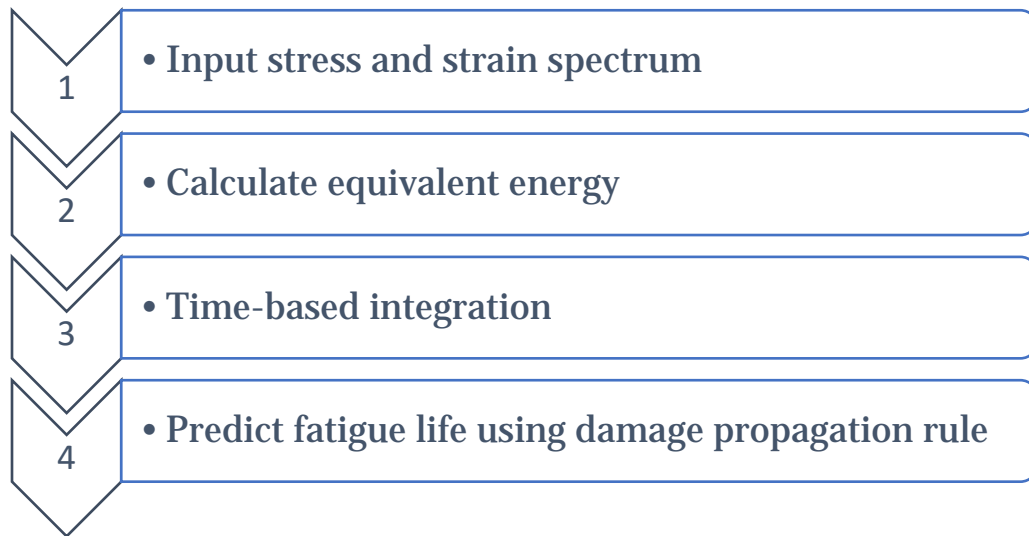 1
• Input stress and strain spectrum
2
• Calculate equivalent energy
3
• Time-based integration
4
• Predict fatigue life using damage propagation rule